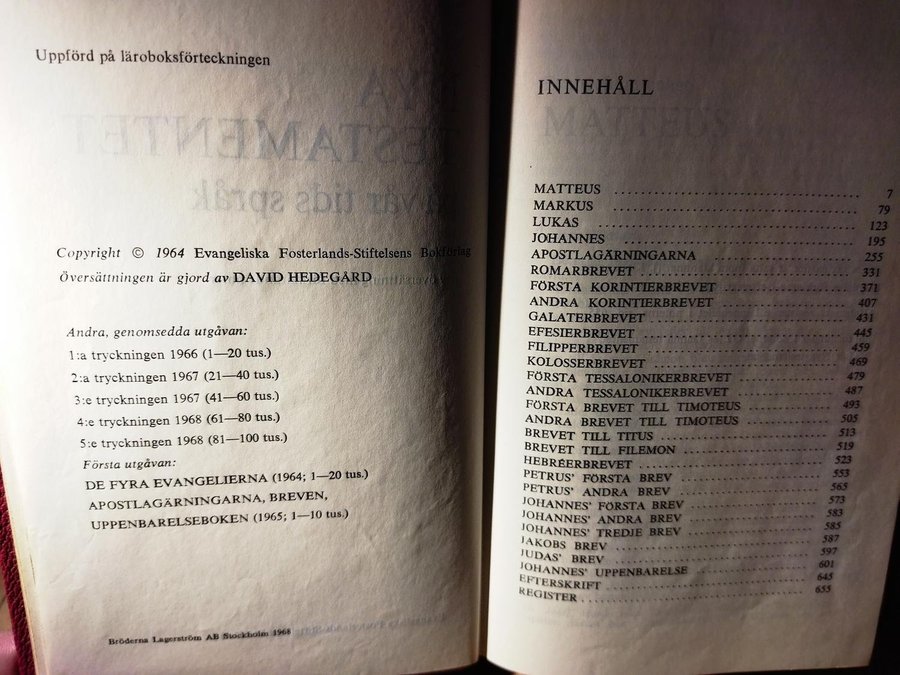 Uppförd på läroboksförteckningen
Copyright © 1964 Evangeliska Fosterlands-Stiftelsens Bokförlag
Översättningen är gjord av DAVID HEDEGÅRD
Andra, genomsedda utgåvan:
1:a tryckningen 1966 (1—20 tus.)
2:a tryckningen 1967 (21—40 tus.)
3:e tryckningen 1967 (41—60 tus.)
4:e tryckningen 1968 (61—80 tus.)
5:e tryckningen 1968 (81—100 tus.)
Första utgåvan:
DE FYRA EVANGELIERNA (1964; 1—20 tus.)
APOSTLAGÄRNINGARNA, BREVEN,
UPPENBARELSEBOKEN (1965; 1—10 tus.)
Bröderna Lagerström AB Stockholm 1968
INNEHÅLL
MATTEUS 7
MARKUS 79
LUKAS 123
JOHANNES 195
APOSTLAGÄRNINGARNA 255
ROMARBREVET 331
FÖRSTA KORINTIERBREVET 371
ANDRA KORINTIERBREVET 407
GALATERBREVET 431
EFESIERBREVET 445
FILIPPERBREVET 459
KOLOSSERBREVET 469
FÖRSTA TESSALONIKERBREVET 479
ANDRA TESSALONIKERBREVET 487
FÖRSTA BREVET TILL TIMOTEUS 493
ANDRA BREVET TILL TIMOTEUS 505
BREVET TILL TITUS 513
BREVET TILL FILEMON 519
HEBREERBREVET 523
PETRUS' FÖRSTA BREV 553
PETRUS' ANDRA BREV 565
JOHANNES' FÖRSTA BREV 573
JOHANNES' ANDRA BREV 583
JOHANNES' TREDJE BREV 585
JAKOBS BREV 587
JUDAS' BREV 597
JOHANNES' UPPENBARELSE 601
EFTERSKRIFT 645
REGISTER 655